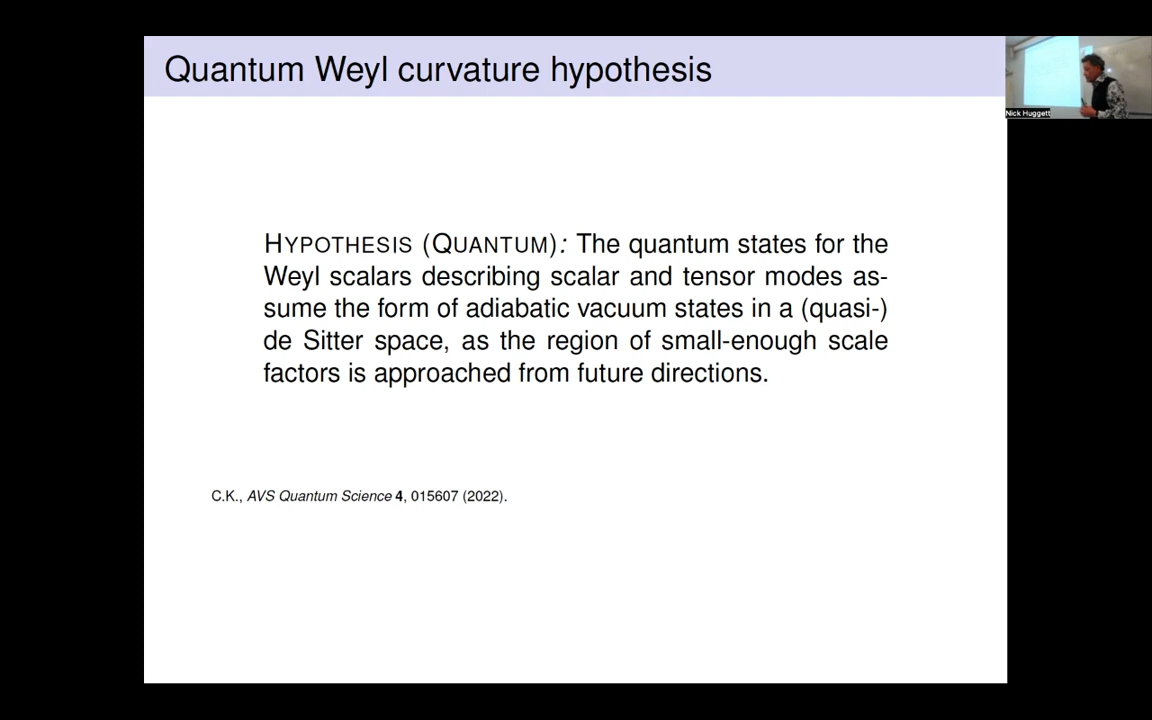 Quantum Weyl curvature hypothesis
HYPOTHESIS (QUANTUM): The quantum states for the
Weyl scalars describing scalar and tensor modes as-
sume the form of adiabatic vacuum states in a (quasi-)
de Sitter space, as the region of small-enough scale
factors is approached from future directions.
C.K., AVS Quantum Science 4, 015607 (2022).
Nick Huggett